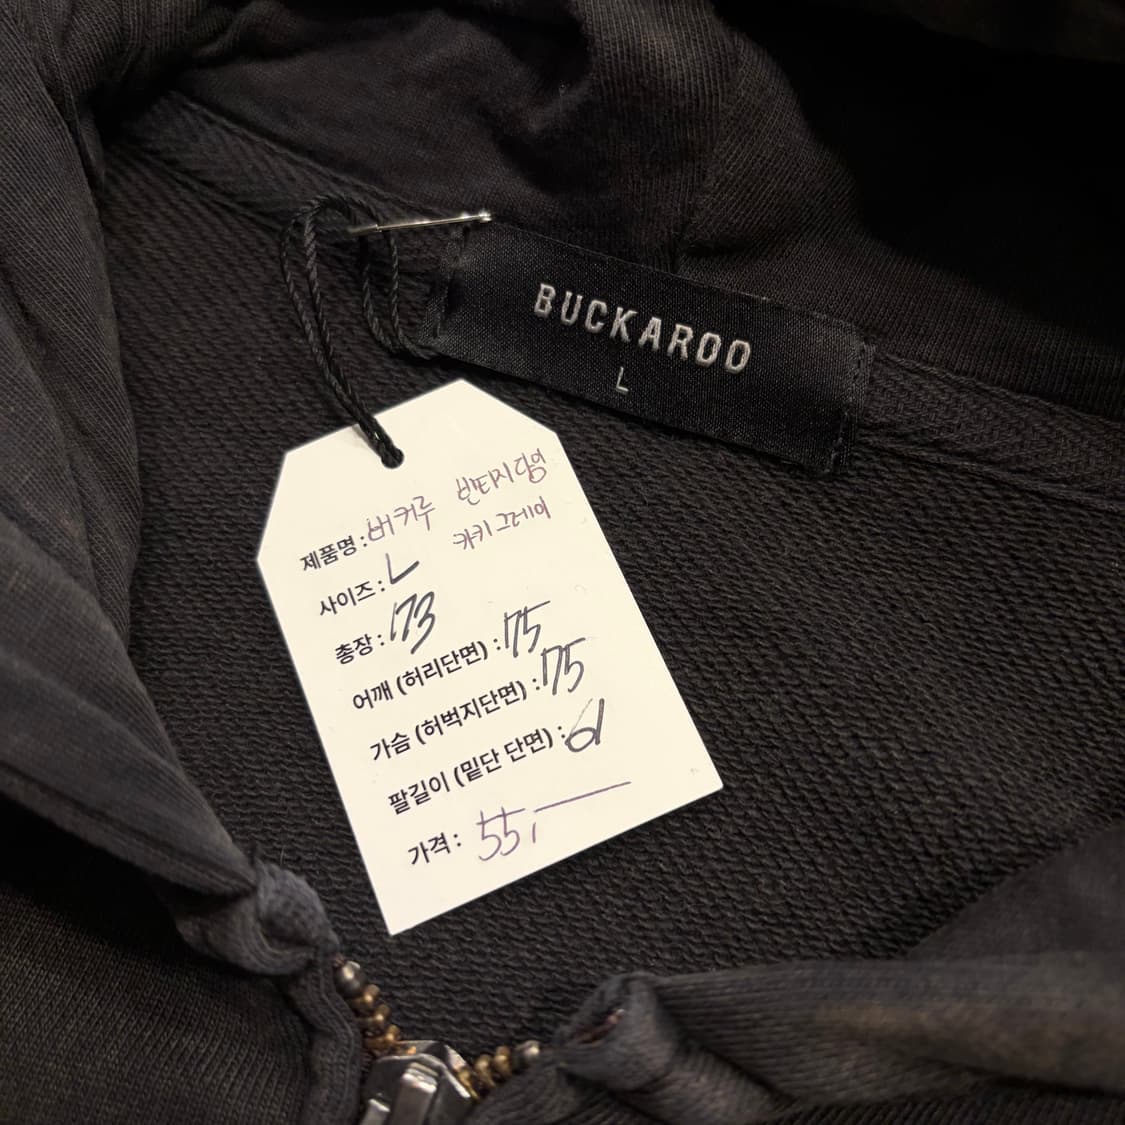 BUCKAROO
L
제품명 : 버커루 빈티지 디덤
카키 그레이
사이즈 : L
총장 : 73
어깨 (허리단면) : 75
가슴 (허벅지단면) : 75
팔길이 (밑단 단면) : 61
가격 : 55,